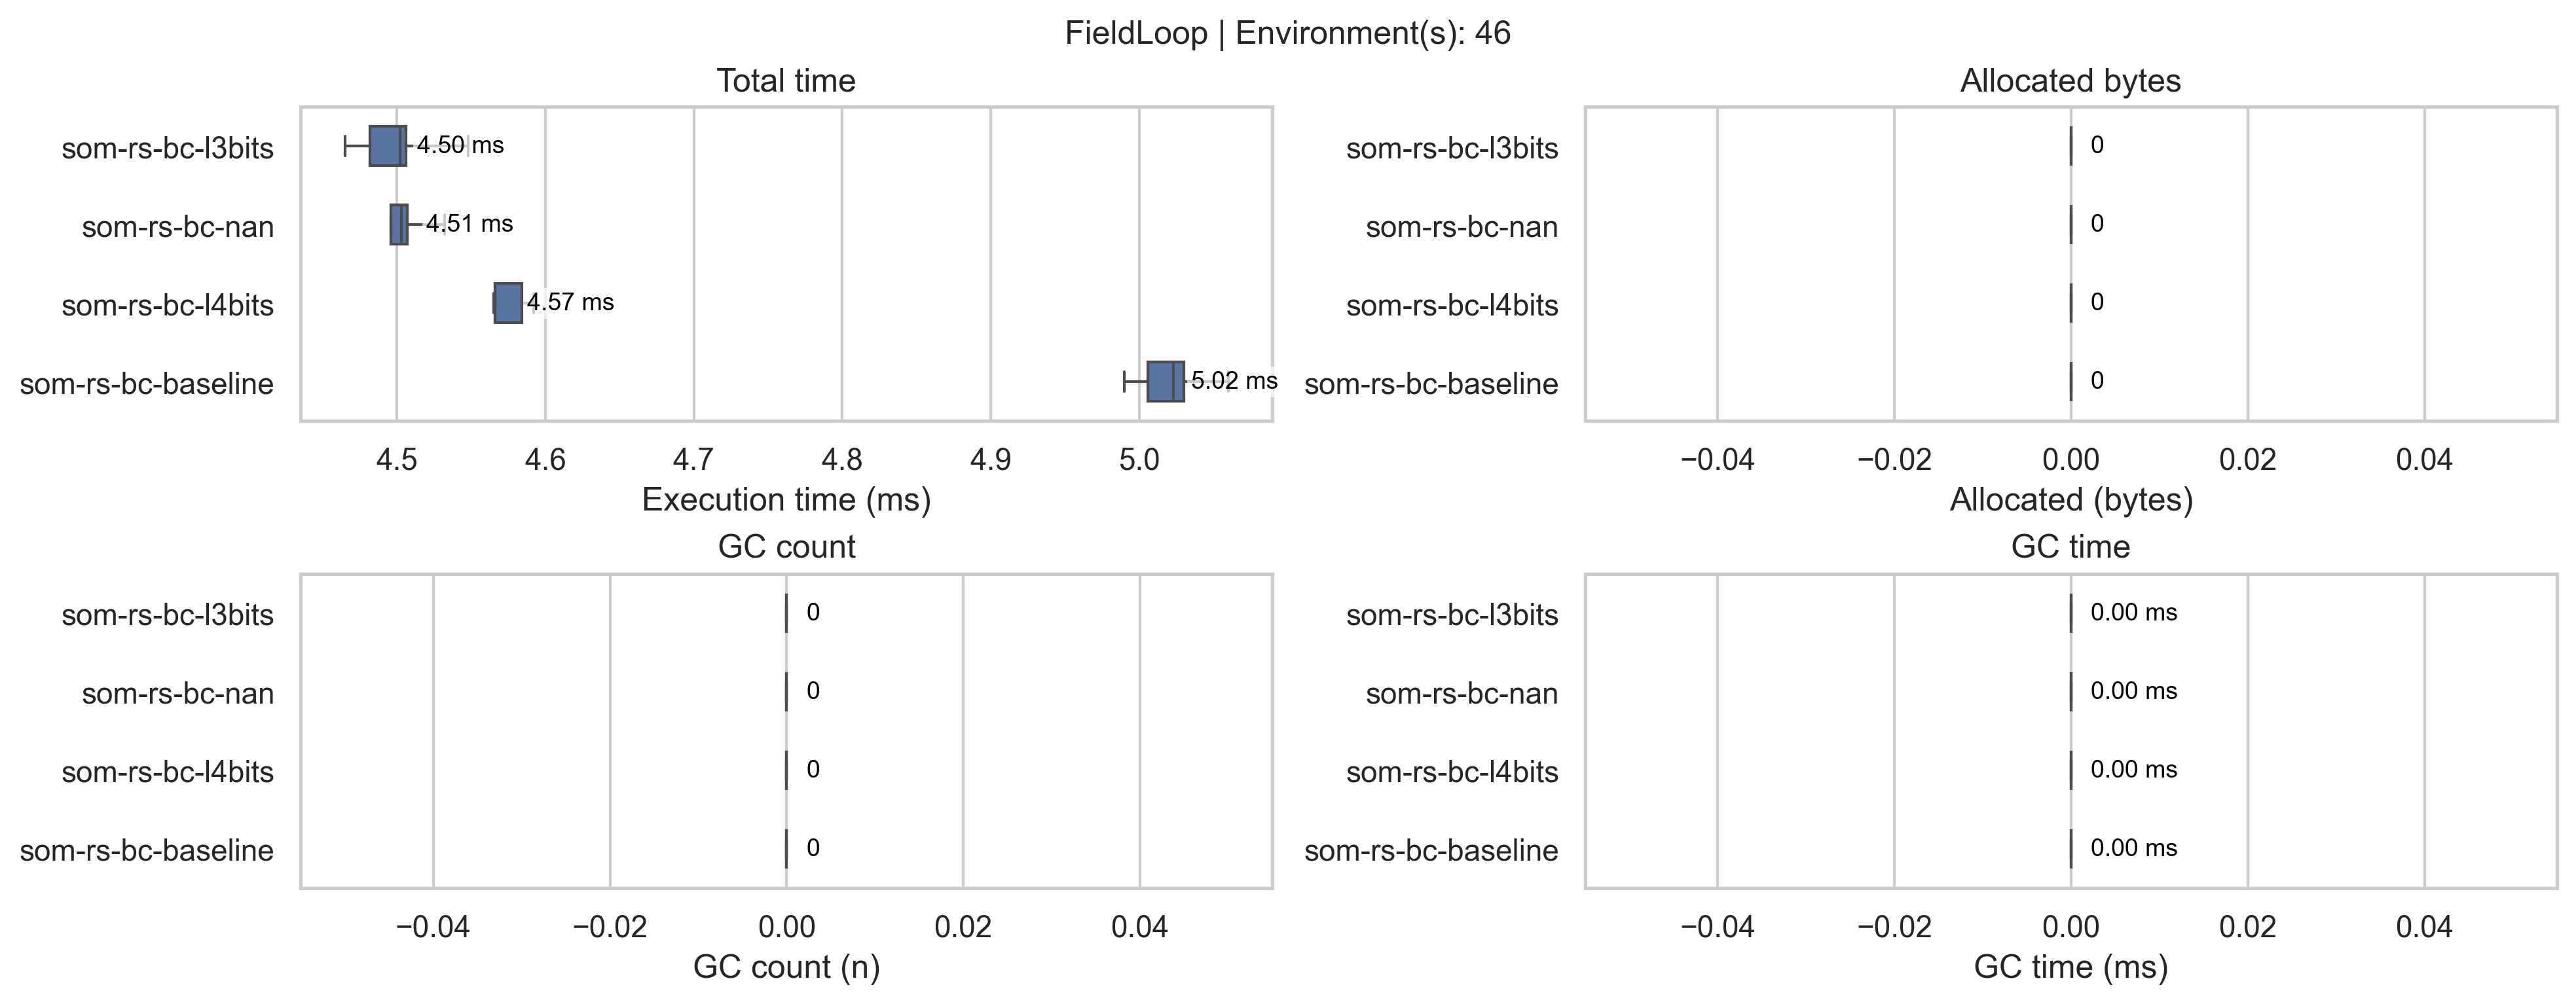 FieldLoop | Environment(s): 46
Total time
som-rs-bc-l3bits
4.50 ms
som-rs-bc-nan
4.51 ms
som-rs-bc-l4bits
4.57 ms
som-rs-bc-baseline
5.02 ms
4.5 4.6 4.7 4.8 4.9 5.0
Execution time (ms)
Allocated bytes
som-rs-bc-l3bits
0
som-rs-bc-nan
0
som-rs-bc-l4bits
0
som-rs-bc-baseline
0
−0.04 −0.02 0.00 0.02 0.04
Allocated (bytes)
GC count
som-rs-bc-l3bits
0
som-rs-bc-nan
0
som-rs-bc-l4bits
0
som-rs-bc-baseline
0
−0.04 −0.02 0.00 0.02 0.04
GC count (n)
GC time
som-rs-bc-l3bits
0.00 ms
som-rs-bc-nan
0.00 ms
som-rs-bc-l4bits
0.00 ms
som-rs-bc-baseline
0.00 ms
−0.04 −0.02 0.00 0.02 0.04
GC time (ms)